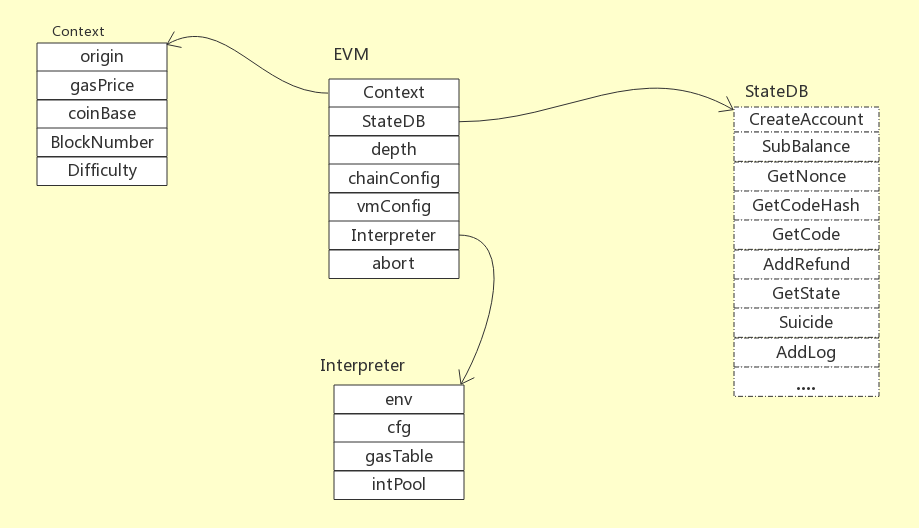 Context
origin
gasPrice
coinBase
BlockNumber
Difficulty
EVM
Context
StateDB
depth
chainConfig
vmConfig
Interpreter
abort
StateDB
CreateAccount
SubBalance
GetNonce
GetCodeHash
GetCode
AddRefund
GetState
Suicide
AddLog
....
Interpreter
env
cfg
gasTable
intPool